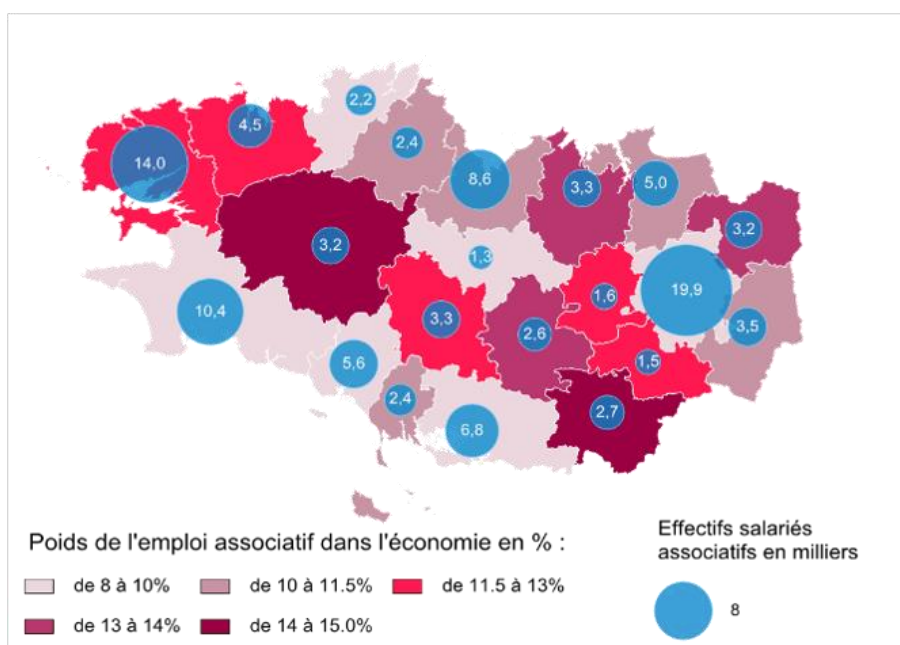 2,2
4,5
2,4
14,0
8,6
3,3
5,0
3,2
3,2
1,3
19,9
1,6
10,4
3,3
2,6
3,5
5,6
1,5
2,4
2,7
6,8
Poids de l'emploi associatif dans l'économie en % :
de 8 à 10%
de 10 à 11.5%
de 11.5 à 13%
de 13 à 14%
de 14 à 15.0%
Effectifs salariés
associatifs en milliers
8